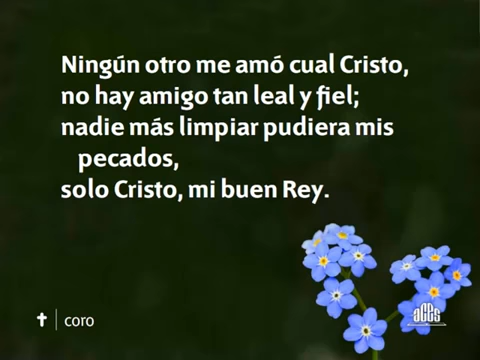 Ningún otro me amó cual Cristo,
no hay amigo tan leal y fiel;
nadie más limpiar pudiera mis
pecados,
solo Cristo, mi buen Rey.
coro
aces